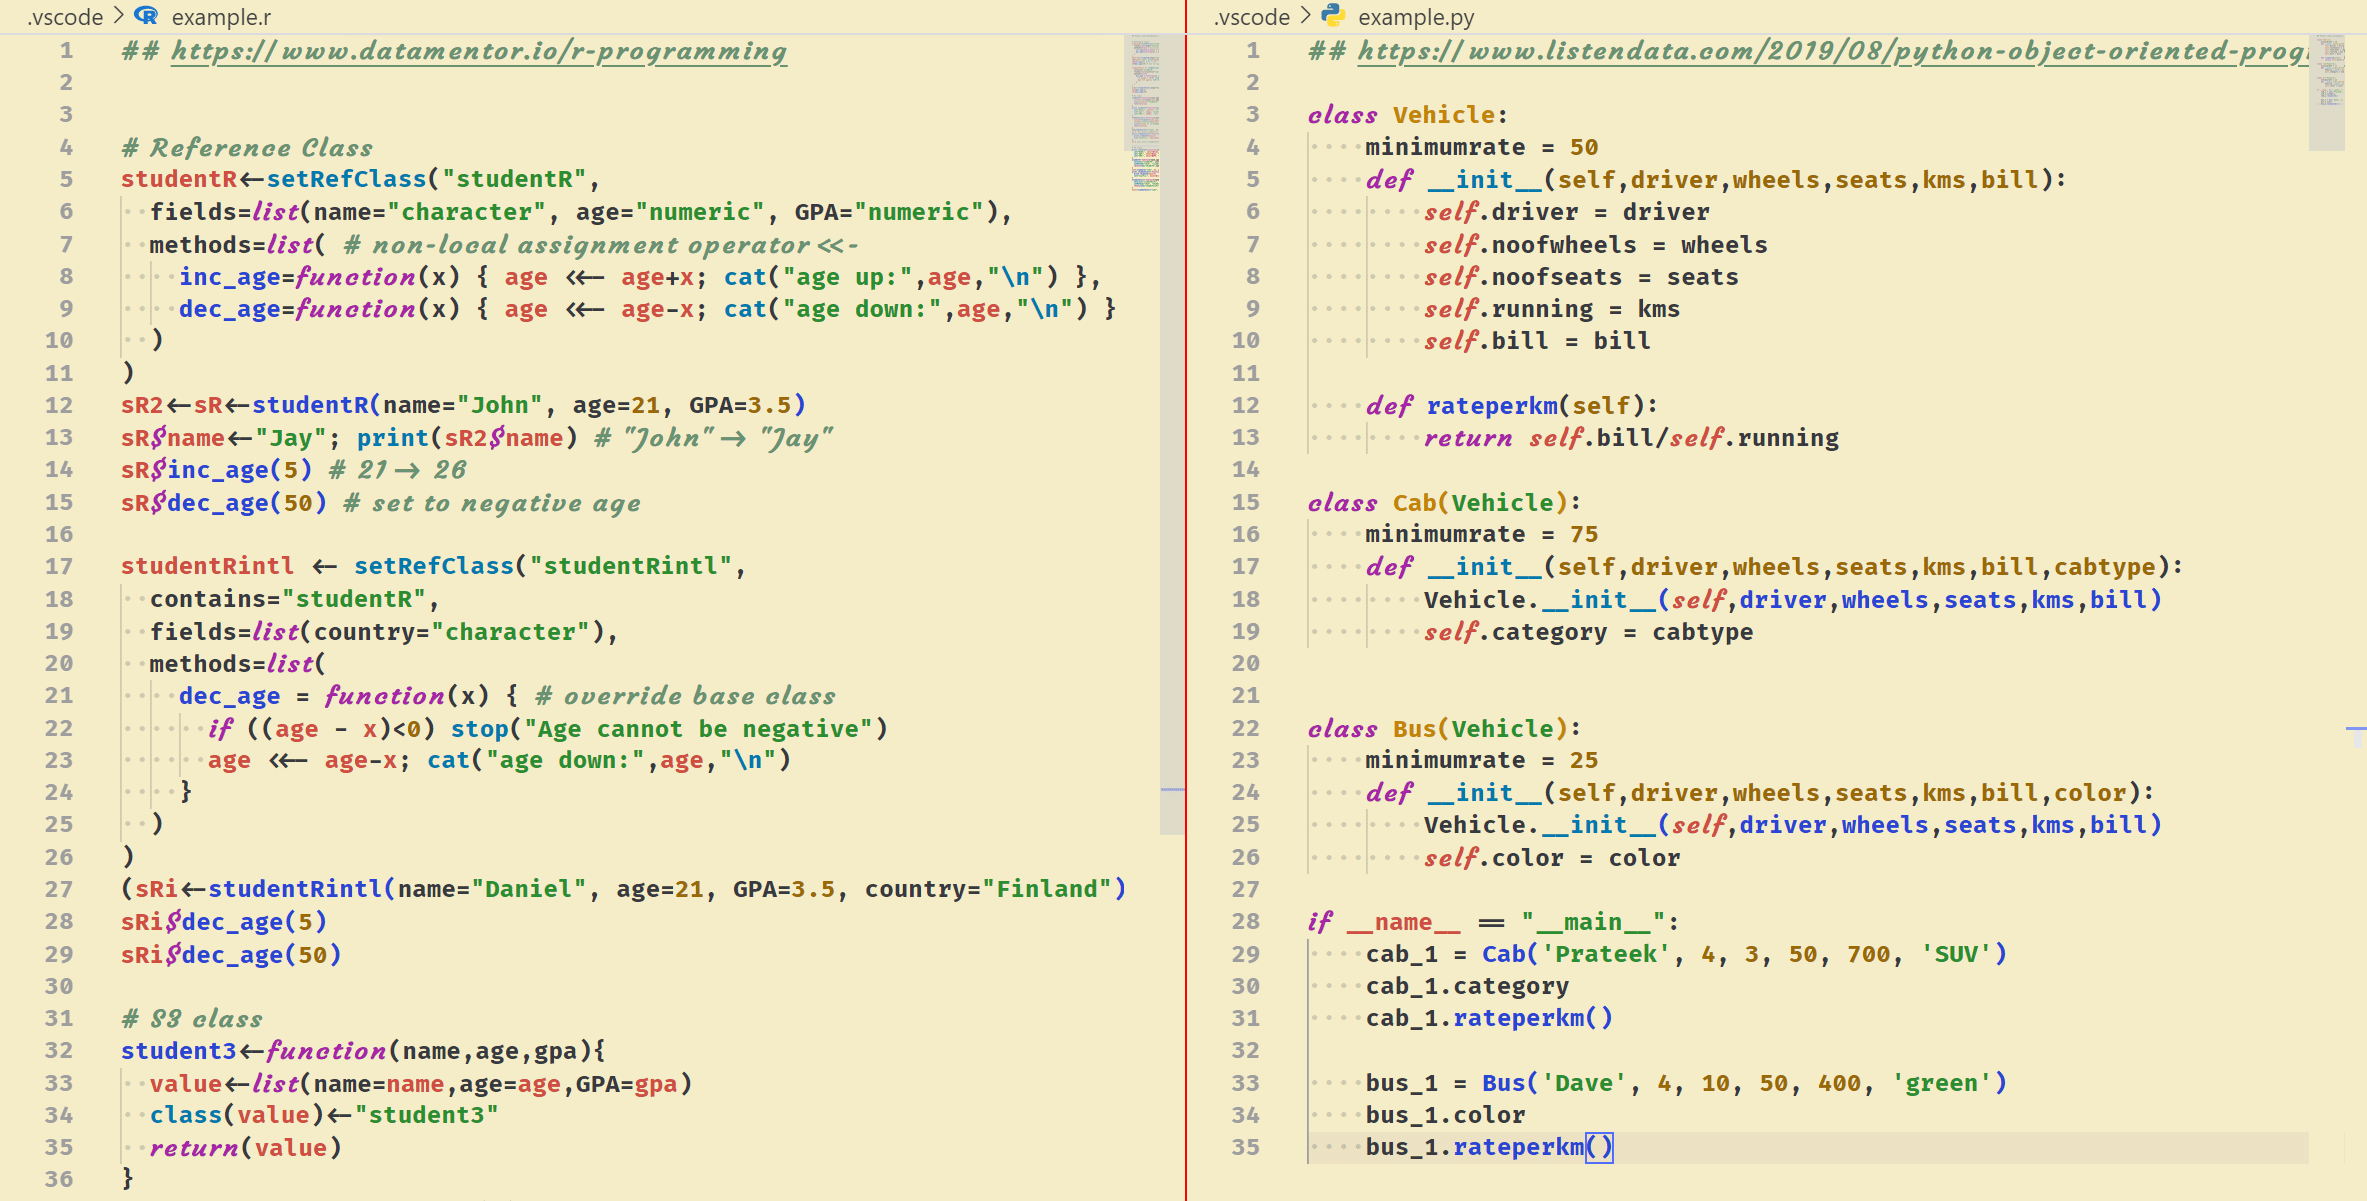 .vscode > example.r
1 ## https://www.datamentor.io/r-programming
2
3
4 # Reference Class
5 studentR<-setRefClass("studentR",
6   fields=list(name="character", age="numeric", GPA="numeric"),
7   methods=list( # non-local assignment operator<<-
8     inc_age=function(x) { age <<- age+x; cat("age up:",age,"\n") },
9     dec_age=function(x) { age <<- age-x; cat("age down:",age,"\n") }
10   )
11 )
12 sR2<-sR<-studentR(name="John", age=21, GPA=3.5)
13 sR$name<-"Jay"; print(sR2$name) # "John"-> "Jay"
14 sR$inc_age(5) # 21 -> 26
15 sR$dec_age(50) # set to negative age
16
17 studentRintl <- setRefClass("studentRintl",
18   contains="studentR",
19   fields=list(country="character"),
20   methods=list(
21     dec_age = function(x) { # override base class
22       if ((age - x)<0) stop("Age cannot be negative")
23       age <<- age-x; cat("age down:",age,"\n")
24     }
25   )
26 )
27 (sRi<-studentRintl(name="Daniel", age=21, GPA=3.5, country="Finland")
28 sRi$dec_age(5)
29 sRi$dec_age(50)
30
31 # S3 class
32 student3<-function(name,age,gpa){
33   value<-list(name=name,age=age,GPA=gpa)
34   class(value)<-"student3"
35   return(value)
36 }
.vscode > example.py
1 ## https://www.listendata.com/2019/08/python-object-oriented-progr
2
3 class Vehicle:
4     minimumrate = 50
5     def __init__(self,driver,wheels,seats,kms,bill):
6         self.driver = driver
7         self.noofwheels = wheels
8         self.noofseats = seats
9         self.running = kms
10         self.bill = bill
11
12     def rateperkm(self):
13         return self.bill/self.running
14
15 class Cab(Vehicle):
16     minimumrate = 75
17     def __init__(self,driver,wheels,seats,kms,bill,cabtype):
18         Vehicle.__init__(self,driver,wheels,seats,kms,bill)
19         self.category = cabtype
20
21
22 class Bus(Vehicle):
23     minimumrate = 25
24     def __init__(self,driver,wheels,seats,kms,bill,color):
25         Vehicle.__init__(self,driver,wheels,seats,kms,bill)
26         self.color = color
27
28 if __name__ == "__main__":
29     cab_1 = Cab('Prateek', 4, 3, 50, 700, 'SUV')
30     cab_1.category
31     cab_1.rateperkm()
32
33     bus_1 = Bus('Dave', 4, 10, 50, 400, 'green')
34     bus_1.color
35     bus_1.rateperkm()